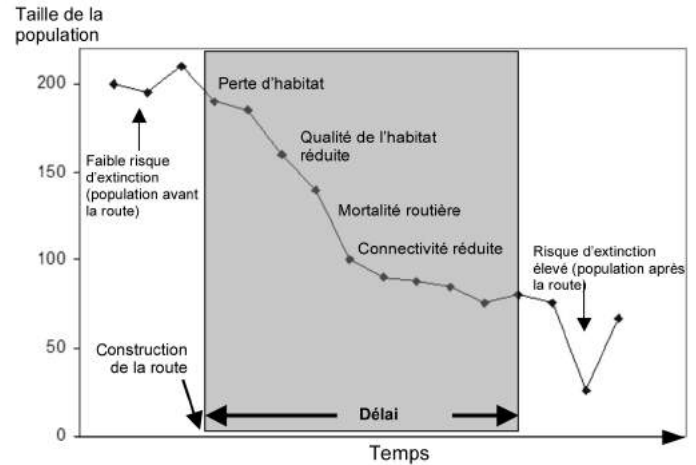 Taille de la
population
200
150
100
50
0
Perte d'habitat
Qualité de l'habitat
réduite
Mortalité routière
Connectivité réduite
Faible risque
d'extinction
(population avant
la route)
Risque d'extinction
élevé (population après
la route)
Construction
de la route
Délai
Temps